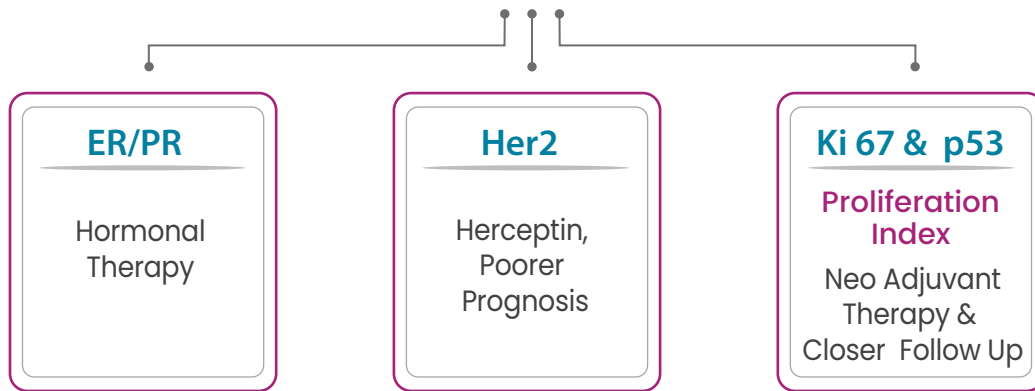 ER/PR
Hormonal
Therapy
Her2
Herceptin,
Poorer
Prognosis
Ki 67 & p53
Proliferation
Index
Neo Adjuvant
Therapy &
Closer Follow Up